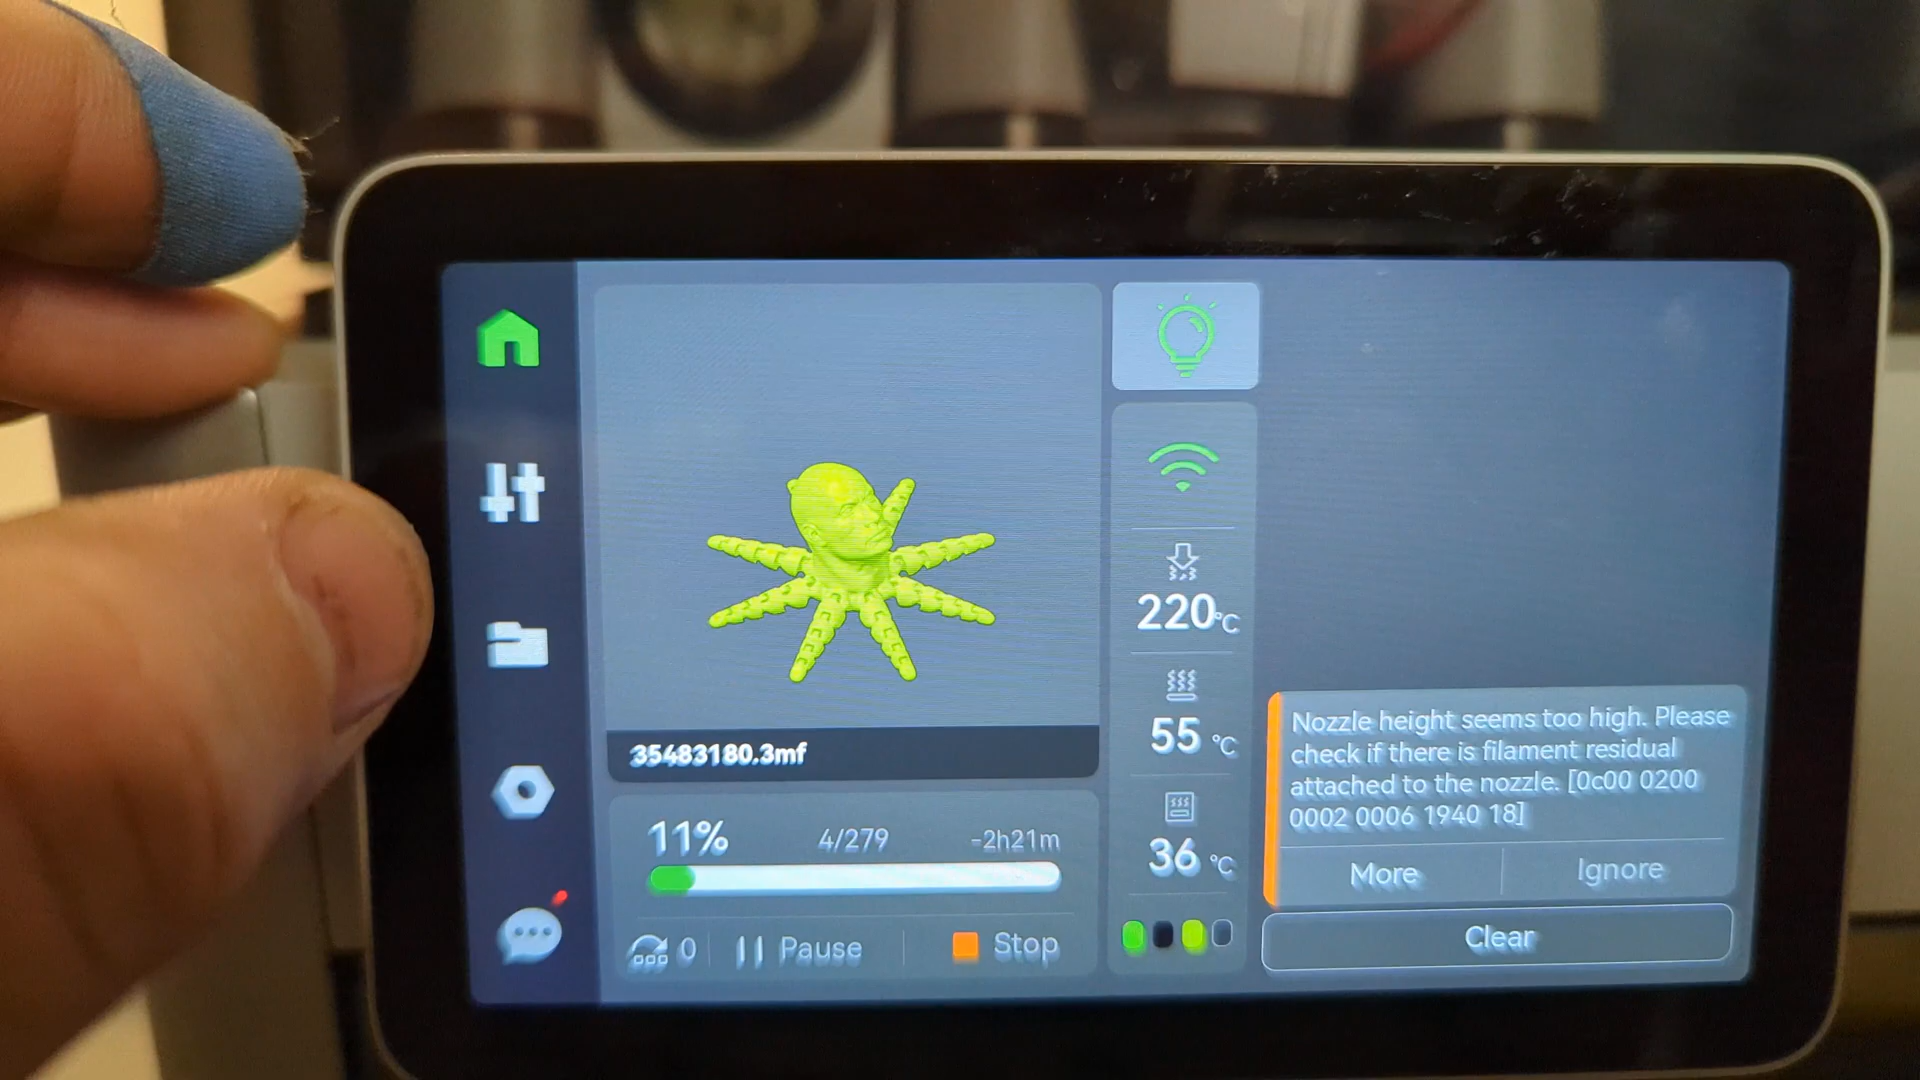 35483180.3mf
11% 4/279 -2h21m
0 Pause Stop
220°C
55 °C
36 °C
Nozzle height seems too high. Please
check if there is filament residual
attached to the nozzle. [0c00 0200
0002 0006 1940 18]
More Ignore
Clear